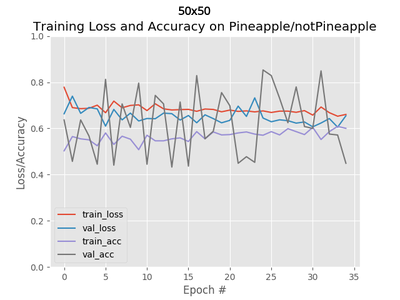 50x50
Training Loss and Accuracy on Pineapple/notPineapple
1.0
0.8
0.6
0.4
0.2
0.0
Loss/Accuracy
train_loss
val_loss
train_acc
val_acc
0 5 10 15 20 25 30 35
Epoch #